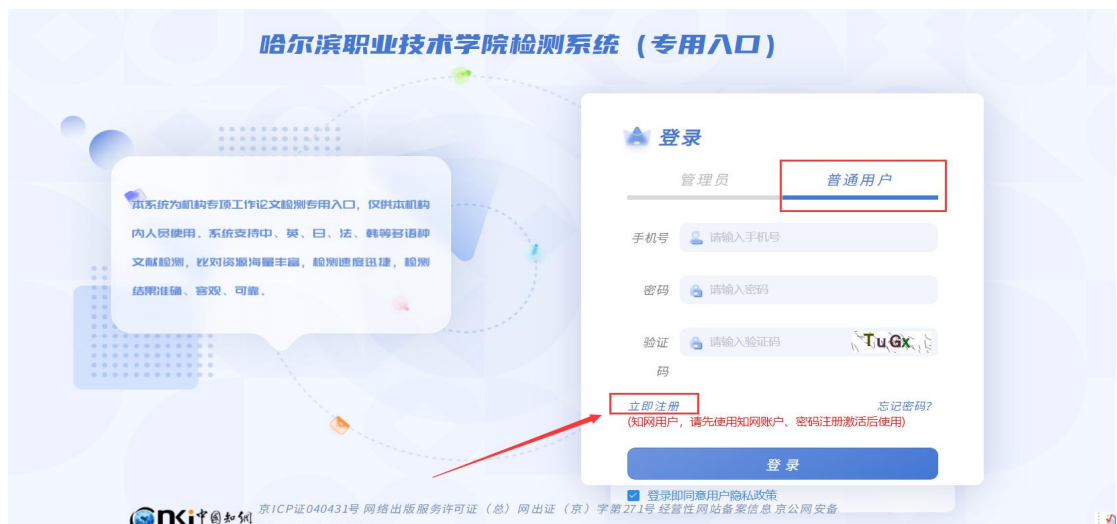 哈尔滨职业技术学院检测系统（专用入口）
登录
管理员
普通用户
本系统为机构专项工作论文检测专用入口，仅供本机构
内人员使用。系统支持中、英、日、法、韩等多语种
文献检测，比对资源海量丰富，检测速度迅捷，检测
结果准确、客观、可靠。
手机号
请输入手机号
密码
请输入密码
验证
码
请输入验证码
TuGx
立即注册
忘记密码?
(知网用户，请先使用知网账户、密码注册激活后使用)
登录
登录即同意用户隐私政策
cnki中国知网
京ICP证040431号 网络出版服务许可证（总）网出证（京）字第271号 经营性网站备案信息 京公网安备